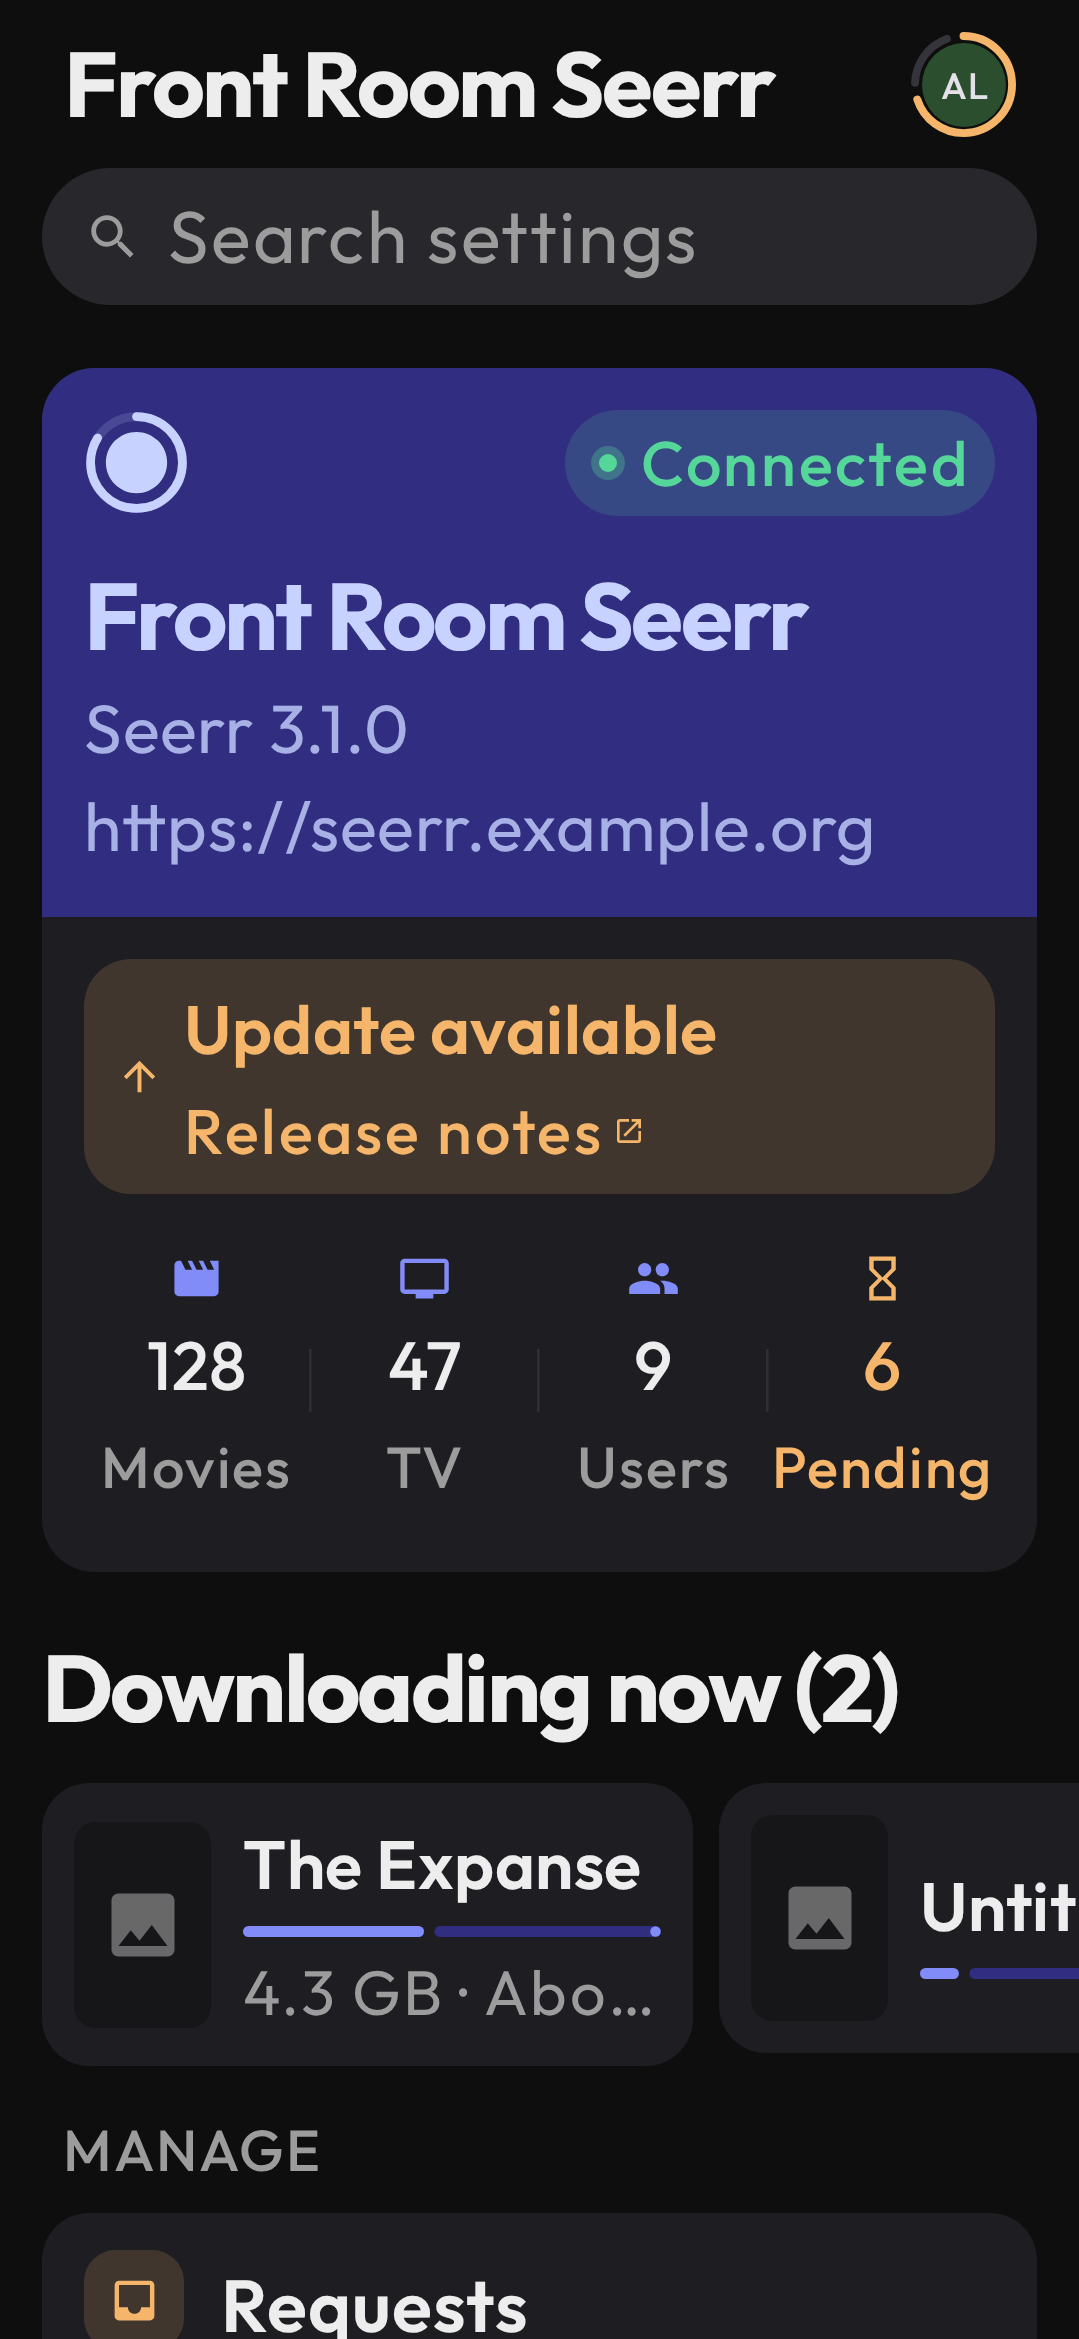 Front Room Seerr
AL
Search settings
Connected
Front Room Seerr
Seerr 3.1.0
https://seerr.example.org
Update available
Release notes
128
47
9
6
Movies
TV
Users
Pending
Downloading now (2)
The Expanse
4.3 GB · Abo…
Untit
MANAGE
Requests